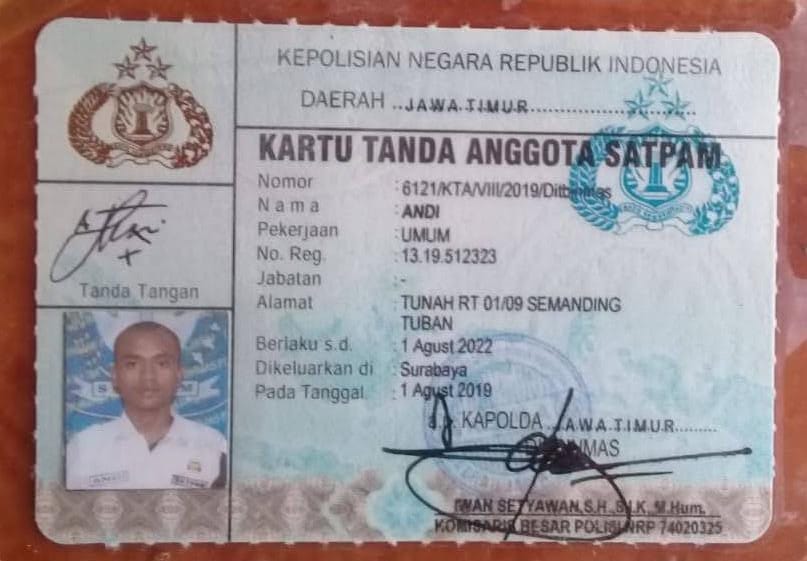 KEPOLISIAN NEGARA REPUBLIK INDONESIA
DAERAH ..JAWA TIMUR..............................
KARTU TANDA ANGGOTA SATPAM
Nomor : 6121/KTA/VIII/2019/Ditbinmas
Nama : ANDI
Pekerjaan : UMUM
No. Reg. : 13.19.512323
Jabatan : -
Alamat : TUNAH RT 01/09 SEMANDING
TUBAN
Berlaku s.d. : 1 Agust 2022
Dikeluarkan di : Surabaya
Pada Tanggal : 1 Agust 2019
KAPOLDA ..JAWA TIMUR.........
IWAN SETYAWAN,S.H.,S.I.K.,M.Hum.
KOMISARIS BESAR POLISI NRP 74020325
Tanda Tangan